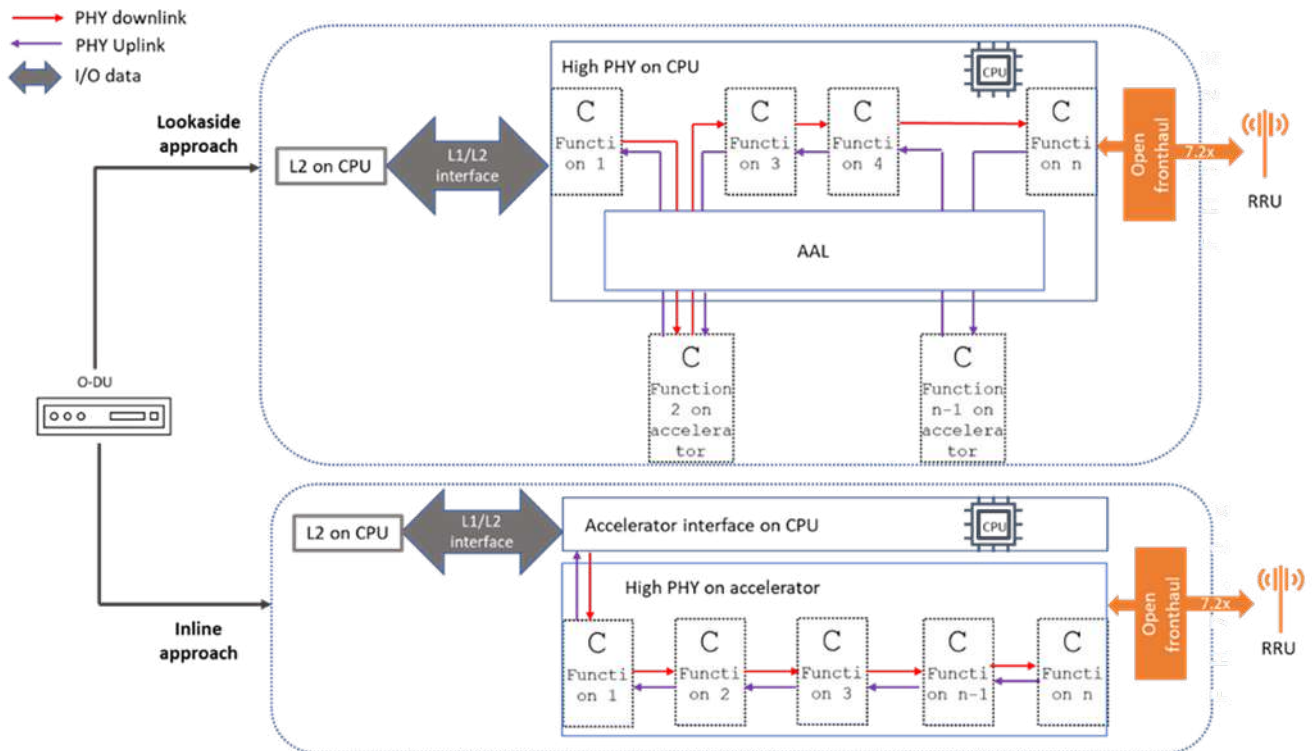 PHY downlink
PHY Uplink
I/O data
Lookaside
approach
L2 on CPU
L1/L2
interface
High PHY on CPU
CPU
C
Functi
on 1
C
Functi
on 3
C
Functi
on 4
C
Functi
on n
AAL
C
Function
2 on
accelera
tor
C
Function
n-1 on
accelera
tor
Open
fronthaul
7.2x
RRU
O-DU
Inline
approach
L2 on CPU
L1/L2
interface
Accelerator interface on CPU
CPU
High PHY on accelerator
C
Functi
on 1
C
Functi
on 2
C
Functi
on 3
C
Functi
on n-1
C
Functi
on n
Open
fronthaul
7.2x
RRU